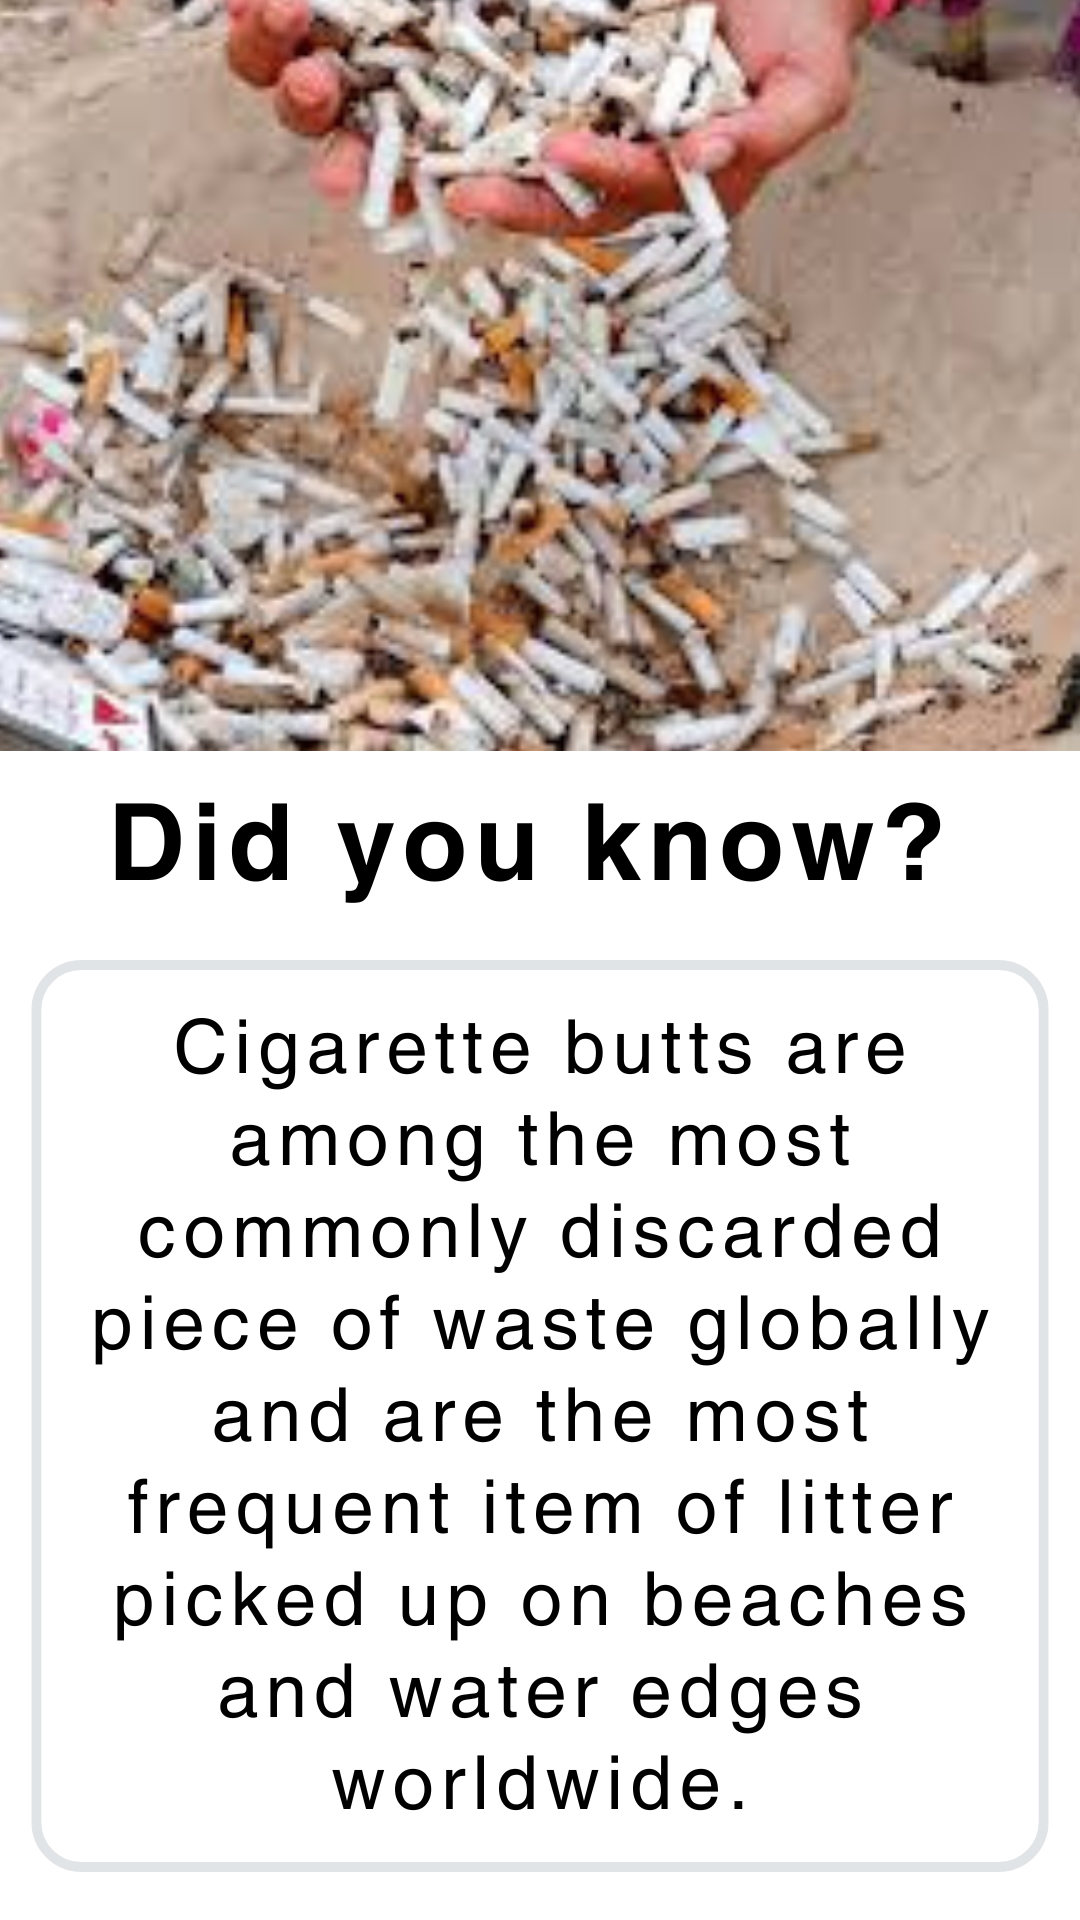 Did you know?
Cigarette butts are
among the most
commonly discarded
piece of waste globally
and are the most
frequent item of litter
picked up on beaches
and water edges
worldwide.